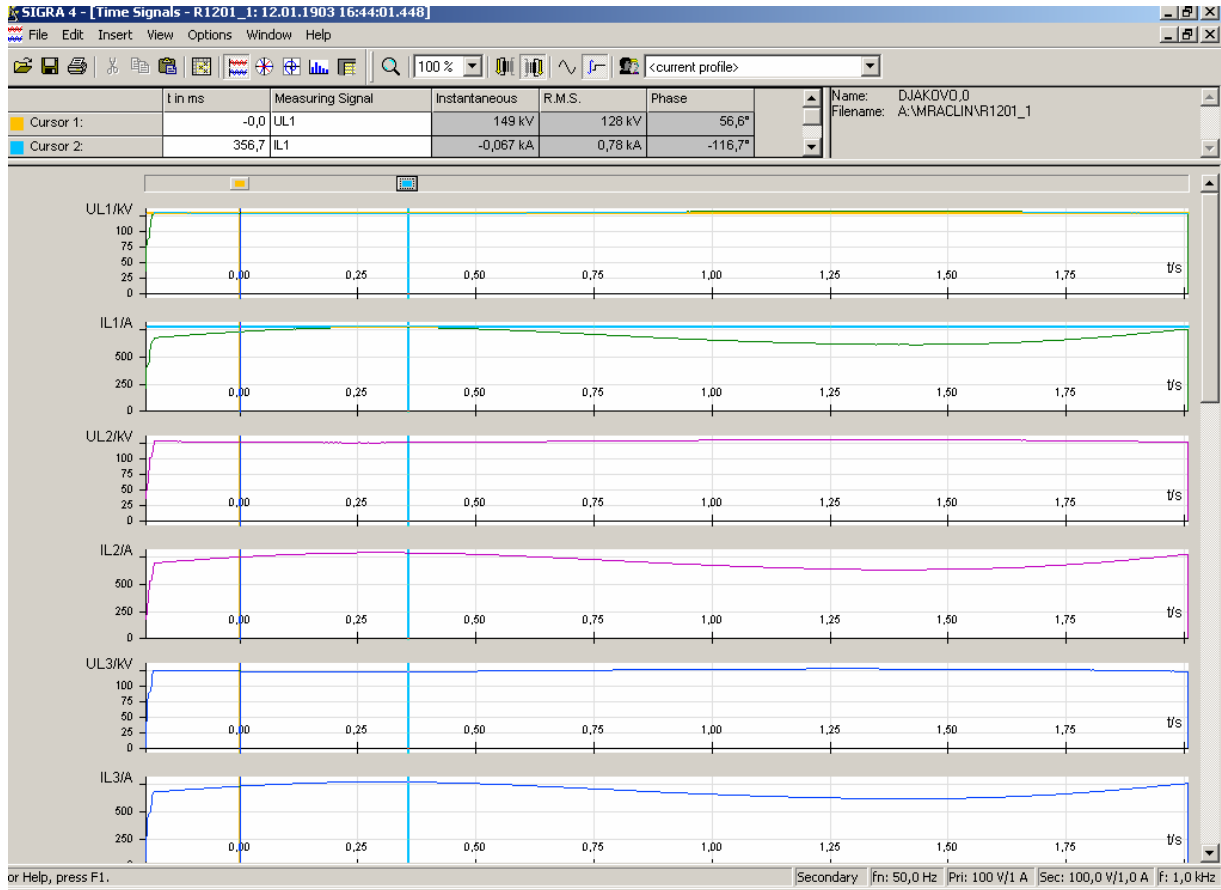 SIGRA 4 - [Time Signals - R1201_1: 12.01.1903 16:44:01.448]
File Edit Insert View Options Window Help
100 % <current profile>
t in ms Measuring Signal Instantaneous R.M.S. Phase
Cursor 1: -0,0 UL1 149 kV 128 kV 56,6°
Cursor 2: 356,7 IL1 -0,067 kA 0,78 kA -116,7°
Name: DJAKOVO,0
Filename: A:\MRACLIN\R1201_1
UL1/kV
100
75
50
25
0
0,00 0,25 0,50 0,75 1,00 1,25 1,50 1,75 t/s
IL1/A
500
250
0
0,00 0,25 0,50 0,75 1,00 1,25 1,50 1,75 t/s
UL2/kV
100
75
50
25
0
0,00 0,25 0,50 0,75 1,00 1,25 1,50 1,75 t/s
IL2/A
500
250
0
0,00 0,25 0,50 0,75 1,00 1,25 1,50 1,75 t/s
UL3/kV
100
75
50
25
0
0,00 0,25 0,50 0,75 1,00 1,25 1,50 1,75 t/s
IL3/A
500
250
0,00 0,25 0,50 0,75 1,00 1,25 1,50 1,75 t/s
or Help, press F1. Secondary fn: 50,0 Hz Pri: 100 V/1 A Sec: 100,0 V/1,0 A f: 1,0 kHz